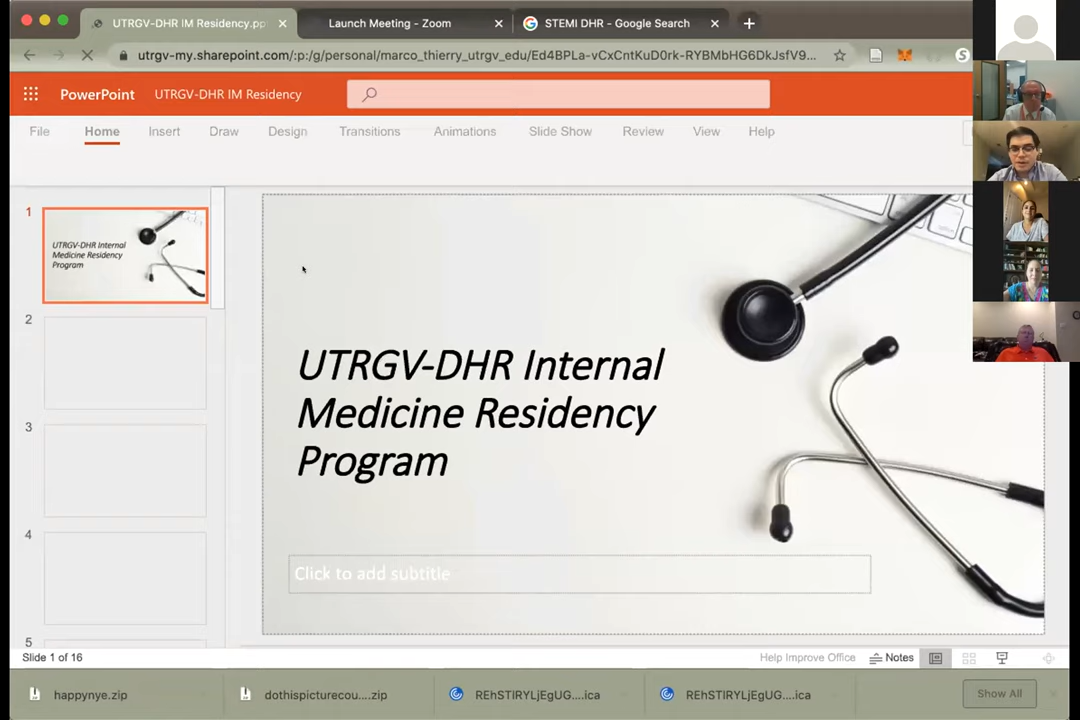 UTRGV-DHR IM Residency.pp
Launch Meeting - Zoom
STEMI DHR - Google Search
utrgv-my.sharepoint.com/:p:/g/personal/marco_thierry_utrgv_edu/Ed4BPLa-vCxCntKuD0rk-RYBMbHG6DkJsfV9...
PowerPoint
UTRGV-DHR IM Residency
File
Home
Insert
Draw
Design
Transitions
Animations
Slide Show
Review
View
Help
1
UTRGV-DHR Internal
Medicine Residency
Program
2
3
4
5
UTRGV-DHR Internal
Medicine Residency
Program
Click to add subtitle
Slide 1 of 16
Help Improve Office
Notes
happynye.zip
dothispicturecou....zip
REhSTlRYLjEgUG....ica
REhSTlRYLjEgUG....ica
Show All